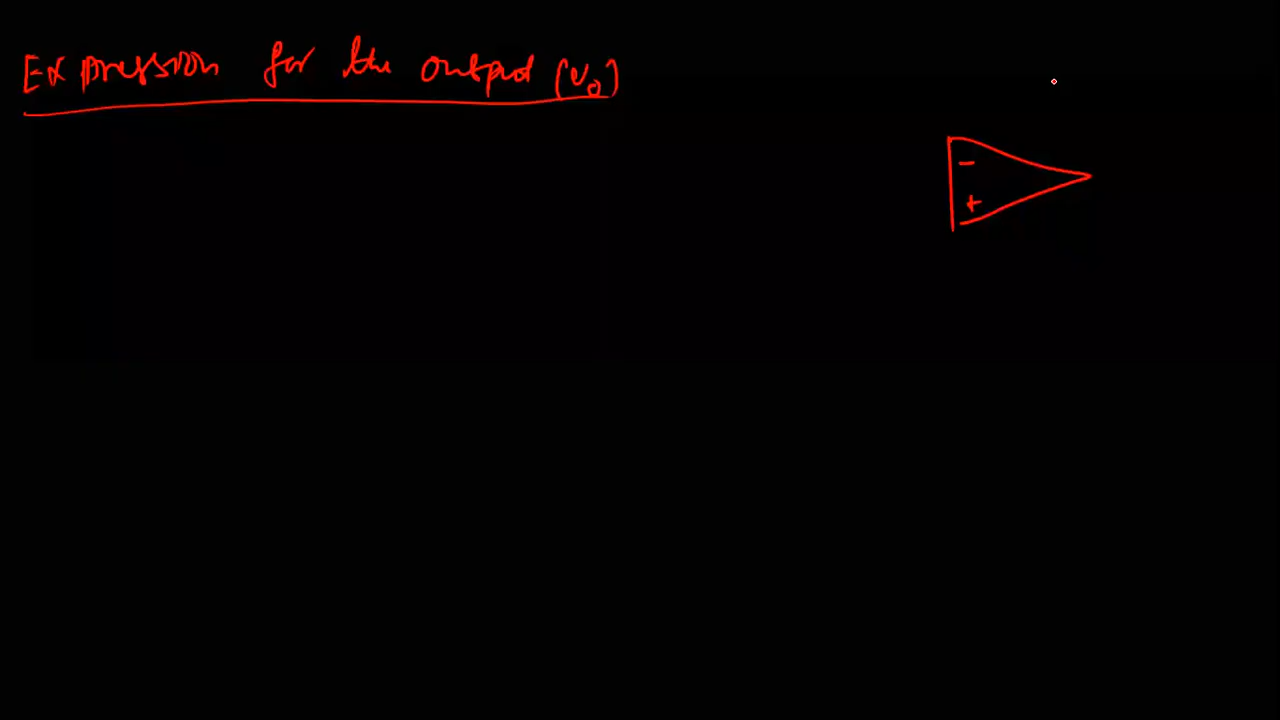 Expression for the output (v₀)
-
+